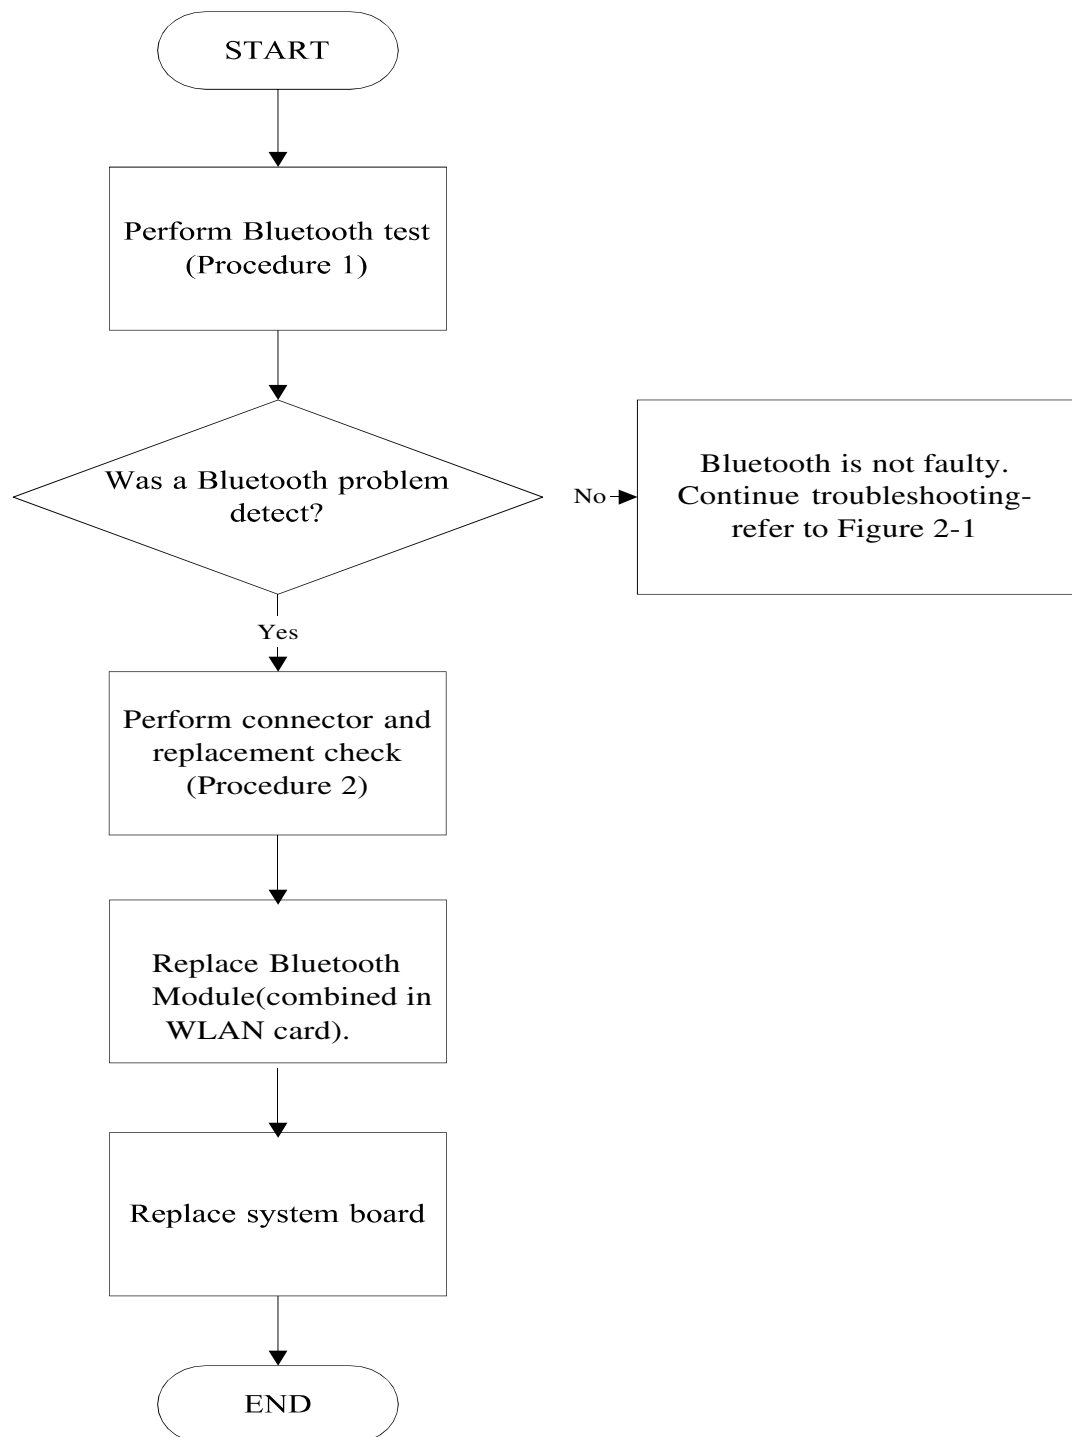 START
Perform Bluetooth test
(Procedure 1)
Was a Bluetooth problem
detect?
No
Bluetooth is not faulty.
Continue troubleshooting-
refer to Figure 2-1
Yes
Perform connector and
replacement check
(Procedure 2)
Replace Bluetooth
Module(combined in
WLAN card).
Replace system board
END